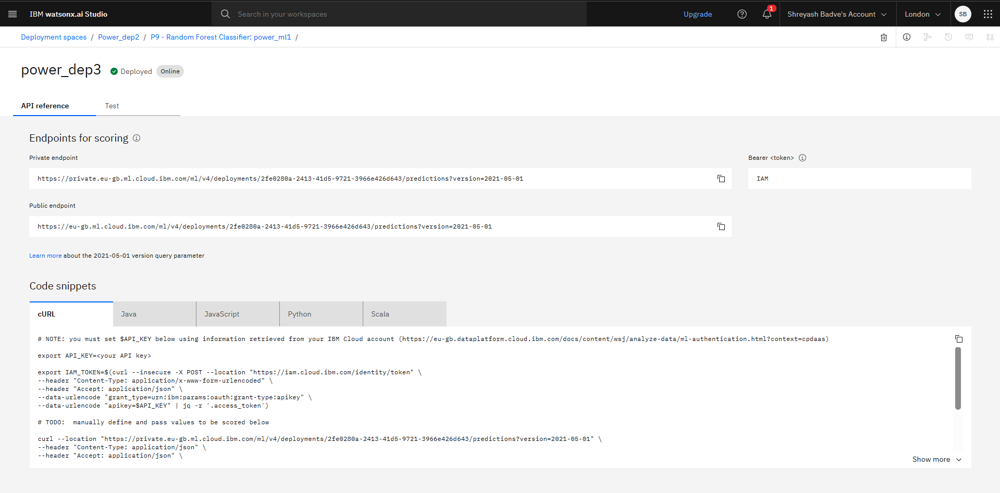 IBM watsonx.ai Studio
Search in your workspaces
Upgrade
1
Shreyash Badve's Account
London
SB
Deployment spaces / Power_dep2 / P9 - Random Forest Classifier: power_ml1 /
power_dep3
Deployed
Online
API reference
Test
Endpoints for scoring
Private endpoint
Bearer <token>
https://private.eu-gb.ml.cloud.ibm.com/ml/v4/deployments/2fe0280a-2413-41d5-9721-3966e426d643/predictions?version=2021-05-01
IAM
Public endpoint
https://eu-gb.ml.cloud.ibm.com/ml/v4/deployments/2fe0280a-2413-41d5-9721-3966e426d643/predictions?version=2021-05-01
Learn more about the 2021-05-01 version query parameter
Code snippets
cURL
Java
JavaScript
Python
Scala
# NOTE: you must set $API_KEY below using information retrieved from your IBM Cloud account (https://eu-gb.dataplatform.cloud.ibm.com/docs/content/wsj/analyze-data/ml-authentication.html?context=cpdaas)
export API_KEY=<your API key>
export IAM_TOKEN=$(curl --insecure -X POST --location "https://iam.cloud.ibm.com/identity/token" \
--header "Content-Type: application/x-www-form-urlencoded" \
--header "Accept: application/json" \
--data-urlencode "grant_type=urn:ibm:params:oauth:grant-type:apikey" \
--data-urlencode "apikey=$API_KEY" | jq -r '.access_token')
# TODO:  manually define and pass values to be scored below
curl --location "https://private.eu-gb.ml.cloud.ibm.com/ml/v4/deployments/2fe0280a-2413-41d5-9721-3966e426d643/predictions?version=2021-05-01" \
--header "Content-Type: application/json" \
--header "Accept: application/json" \
Show more